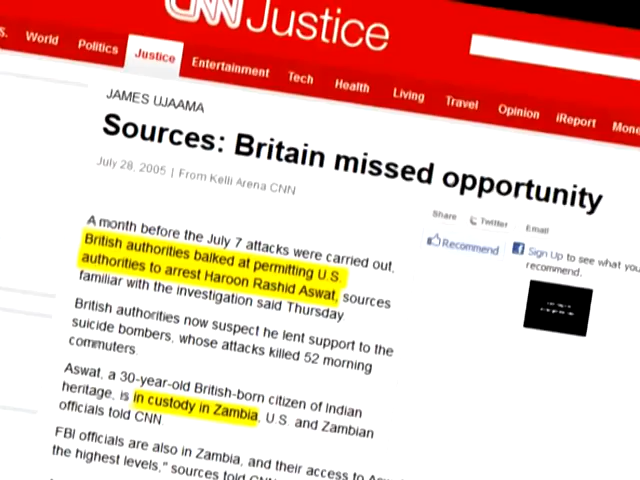 CNN Justice
S. World Politics Justice Entertainment Tech Health Living Travel Opinion iReport Mone
JAMES UJAAMA
Sources: Britain missed opportunity
July 28, 2005 | From Kelli Arena CNN
Share Twitter Email
Recommend Sign Up to see what you
recommend.
A month before the July 7 attacks were carried out,
British authorities balked at permitting U.S.
authorities to arrest Haroon Rashid Aswat, sources
familiar with the investigation said Thursday
British authorities now suspect he lent support to the
suicide bombers, whose attacks killed 52 morning
commuters.
Aswat, a 30-year-old British-born citizen of Indian
heritage, is in custody in Zambia, U.S. and Zambian
officials told CNN.
FBI officials are also in Zambia, and their access to
the highest levels," sources told